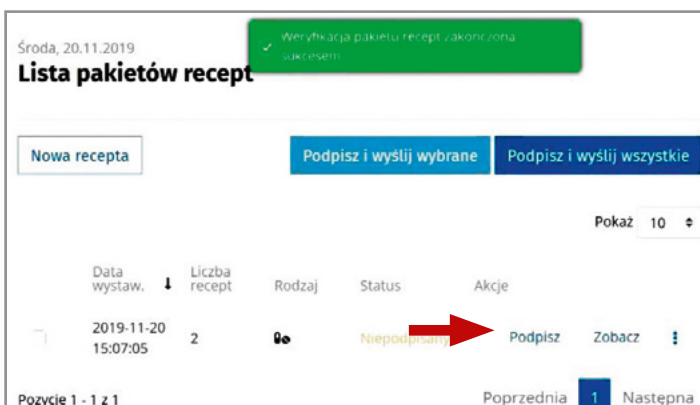 Weryfikacja pakietu recept zakończona
sukcesem
Środa, 20.11.2019
Lista pakietów recept
Nowa recepta
Podpisz i wyślij wybrane
Podpisz i wyślij wszystkie
Pokaż 10
Data
wystaw.
Liczba
recept
Rodzaj
Status
Akcje
2019-11-20
15:07:05
2
Niepodpisany
Podpisz
Zobacz
Pozycje 1 - 1 z 1
Poprzednia 1 Następna